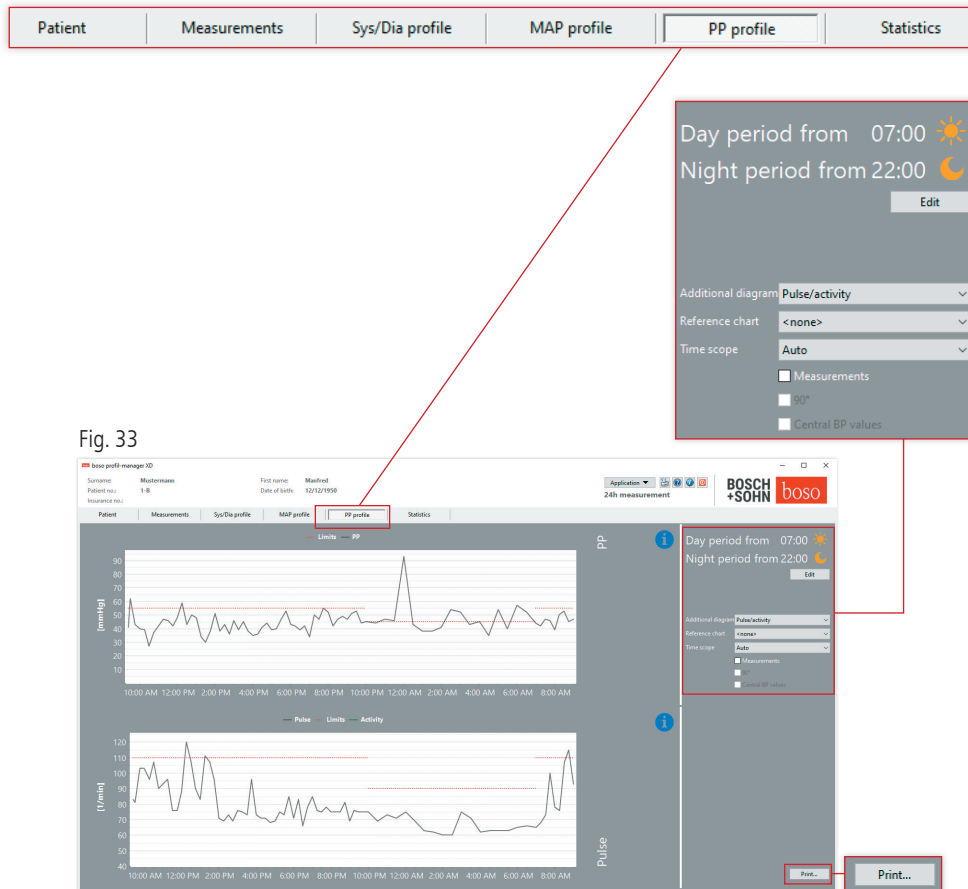 Patient Measurements Sys/Dia profile MAP profile PP profile Statistics
Day period from 07:00
Night period from 22:00
Edit
Additional diagram Pulse/activity
Reference chart <none>
Time scope Auto
Measurements
90°
Central BP values
Fig. 33
boso profil-manager XD
Surname: Mustermann First name: Manfred
Patient no.: 1-B Date of birth: 12/12/1950
Insurance no.:
Application
24h measurement
BOSCH
+SOHN
boso
Patient Measurements Sys/Dia profile MAP profile PP profile Statistics
Limits PP
PP
[mmHg]
90
80
70
60
50
40
30
20
10
10:00 AM 12:00 PM 2:00 PM 4:00 PM 6:00 PM 8:00 PM 10:00 PM 12:00 AM 2:00 AM 4:00 AM 6:00 AM 8:00 AM
Day period from 07:00
Night period from 22:00
Edit
Additional diagram Pulse/activity
Reference chart <none>
Time scope Auto
Measurements
90°
Central BP values
Pulse Limits Activity
[1/min]
120
110
100
90
80
70
60
50
40
10:00 AM 12:00 PM 2:00 PM 4:00 PM 6:00 PM 8:00 PM 10:00 PM 12:00 AM 2:00 AM 4:00 AM 6:00 AM 8:00 AM
Pulse
Print...
Print...